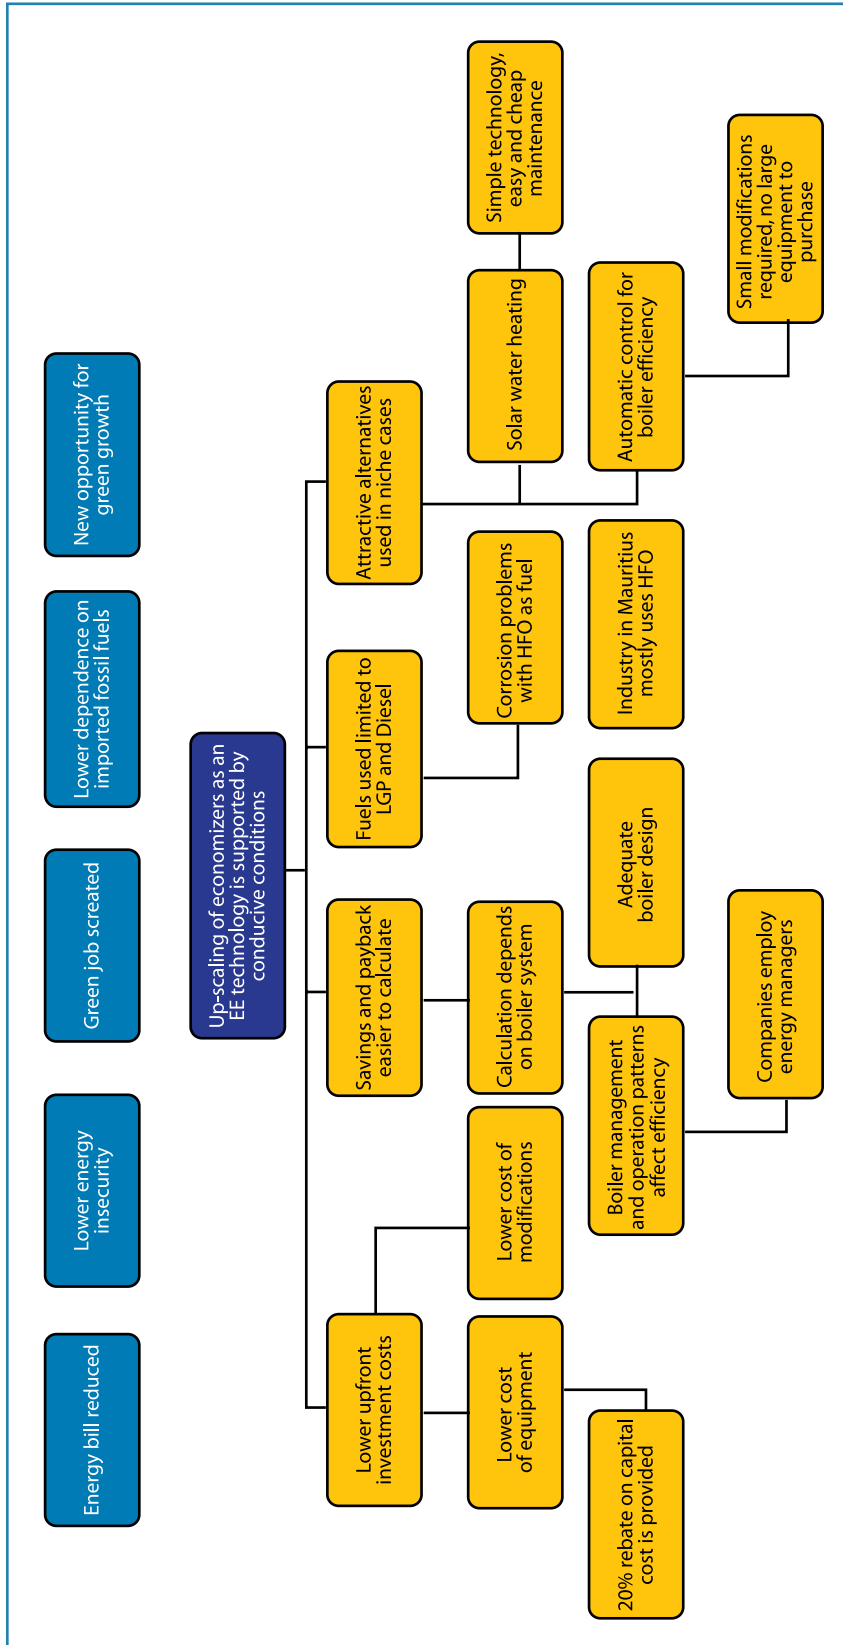 Energy bill reduced
Lower energy
insecurity
Green job screated
Lower dependence on
imported fossil fuels
New opportunity for
green growth
Up-scaling of economizers as an
EE technology is supported by
conducive conditions
Lower upfront
investment costs
Savings and payback
easier to calculate
Fuels used limited to
LGP and Diesel
Attractive alternatives
used in niche cases
Lower cost
of equipment
Lower cost of
modifications
Calculation depends
on boiler system
Corrosion problems
with HFO as fuel
Solar water heating
Simple technology,
easy and cheap
maintenance
20% rebate on capital
cost is provided
Boiler management
and operation patterns
affect efficiency
Adequate
boiler design
Industry in Mauritius
mostly uses HFO
Automatic control for
boiler efficiency
Companies employ
energy managers
Small modifications
required, no large
equipment to
purchase